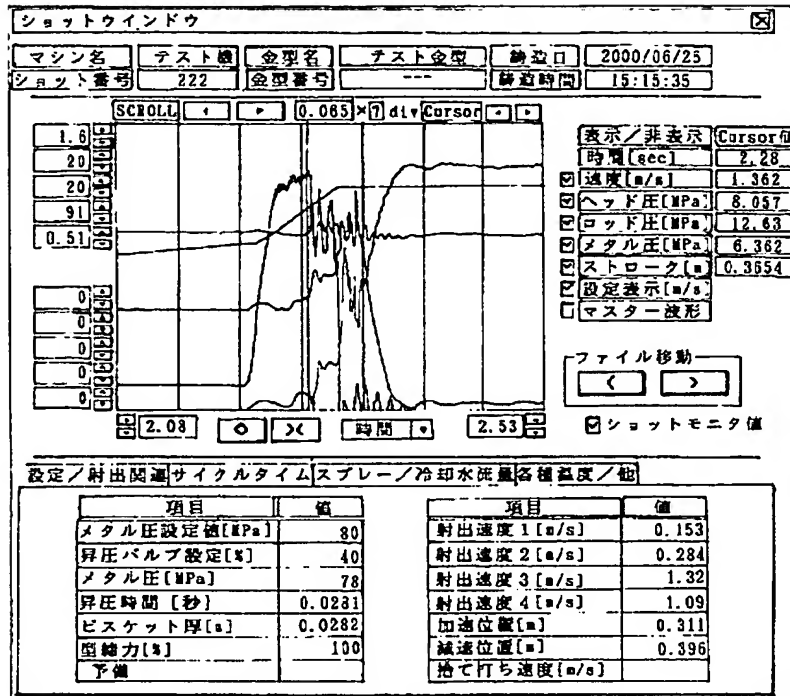 ショットウインドウ
マシン名 テスト機 金型名 テスト金型 鋳造日 2000/06/25
ショット番号 222 金型番号 --- 鋳造時間 15:15:35
SCROLL 0.065 × 7 div Cursor
1.6
20
20
91
0.51
0
0
0
0
0
表示/非表示 Cursor値
時間[sec] 2.28
速度[m/s] 1.362
ヘッド圧[MPa] 8.057
ロッド圧[MPa] 12.63
メタル圧[MPa] 6.362
ストローク[m] 0.3654
設定表示[m/s]
マスター波形
ファイル移動
< >
2.08 時間 2.53
ショットモニタ値
設定/射出関連 サイクルタイム スプレー/冷却水流量 各種温度/他
項目 値
メタル圧設定値[MPa] 80
昇圧バルブ設定[%] 40
メタル圧[MPa] 78
昇圧時間 [秒] 0.0281
ビスケット厚[m] 0.0282
型締力[%] 100
予備
項目 値
射出速度1[m/s] 0.153
射出速度2[m/s] 0.284
射出速度3[m/s] 1.32
射出速度4[m/s] 1.09
加速位置[m] 0.311
減速位置[m] 0.396
捨て打ち速度[m/s]